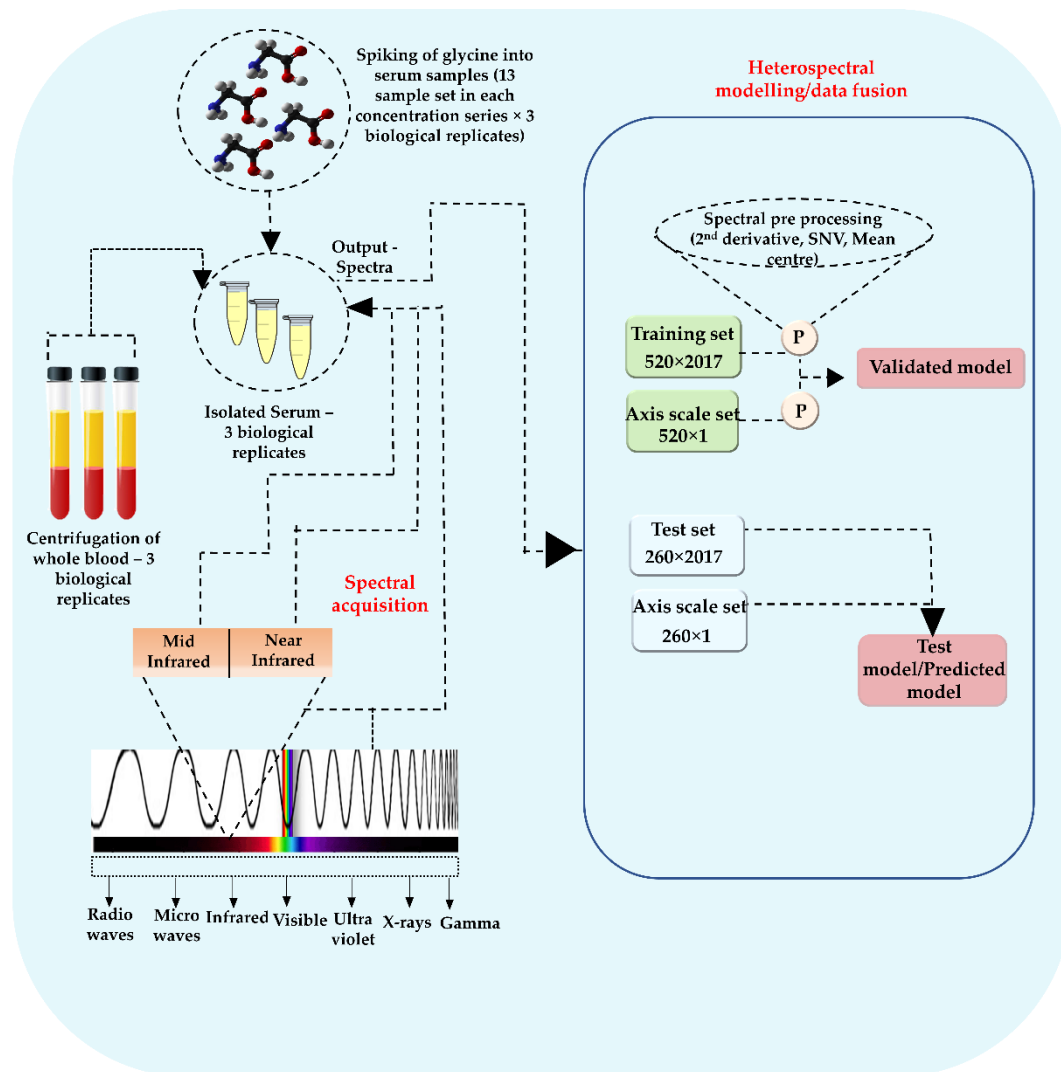 Spiking of glycine into
serum samples (13
sample set in each
concentration series × 3
biological replicates)
Output -
Spectra
Isolated Serum –
3 biological
replicates
Centrifugation of
whole blood – 3
biological
replicates
Spectral
acquisition
Mid
Infrared
Near
Infrared
Radio
waves
Micro
waves
Infrared
Visible
Ultra
violet
X-rays
Gamma
Heterospectral
modelling/data fusion
Spectral pre processing
(2nd derivative, SNV, Mean
centre)
Training set
520×2017
P
Validated model
Axis scale set
520×1
P
Test set
260×2017
Axis scale set
260×1
Test
model/Predicted
model